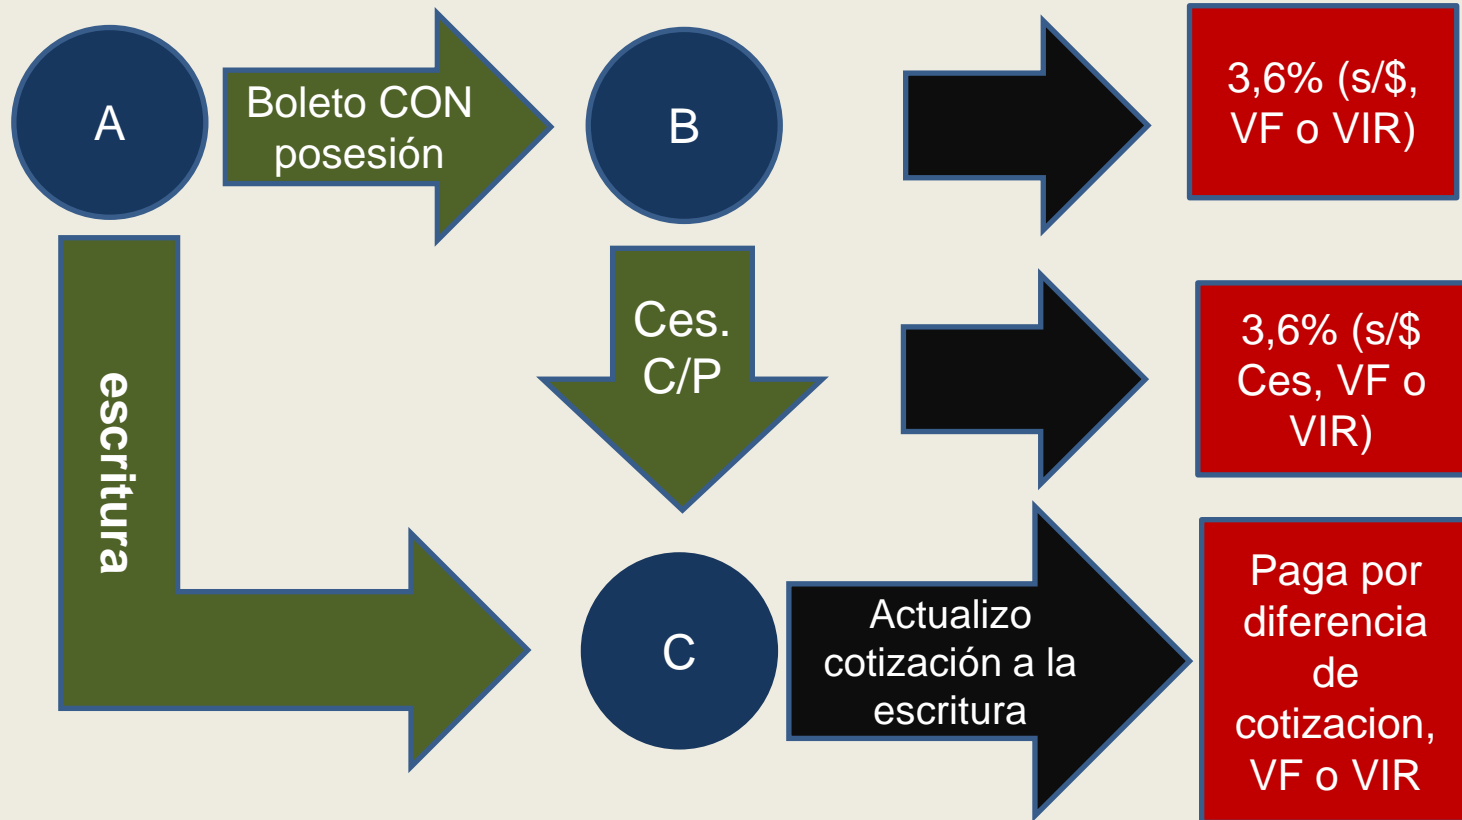 A
Boleto CON
posesión
B
3,6% (s/$,
VF o VIR)
Ces.
C/P
3,6% (s/$
Ces, VF o
VIR)
escritura
C
Actualizo
cotización a la
escritura
Paga por
diferencia
de
cotizacion,
VF o VIR